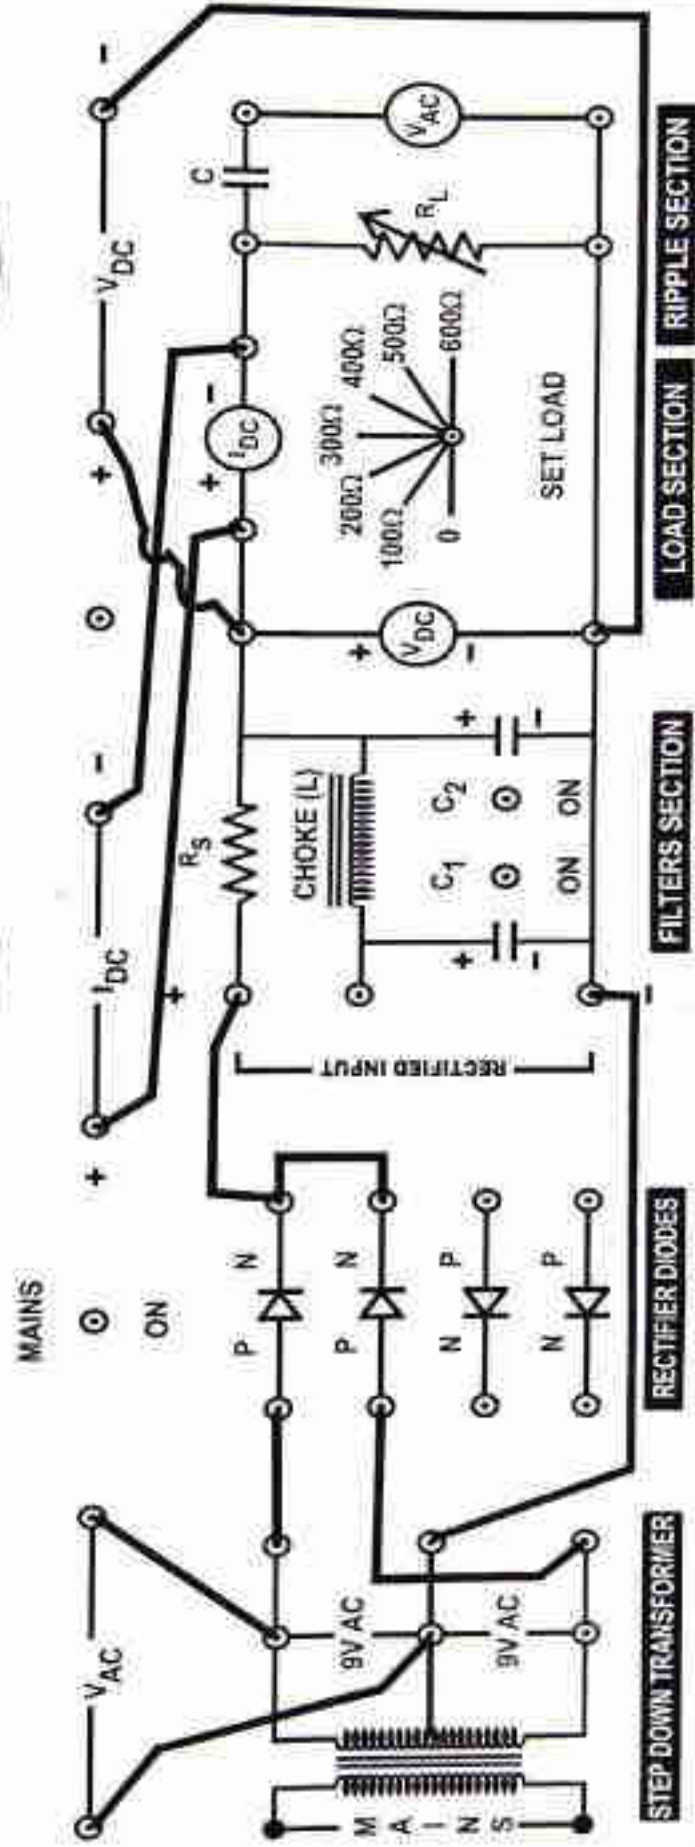 MAINS
ON
V_AC
+ I_DC -
+ V_DC -
M A I N S
9V AC
9V AC
P N
P N
N P
N P
RECTIFIED INPUT
+
-
R_S
CHOKE (L)
C_1 C_2
+ - + -
ON ON
+ V_DC -
+ I_DC -
0
100Ω
200Ω
300Ω
400Ω
500Ω
600Ω
SET LOAD
R_L
C
V_AC
STEP DOWN TRANSFORMER
RECTIFIER DIODES
FILTERS SECTION
LOAD SECTION
RIPPLE SECTION